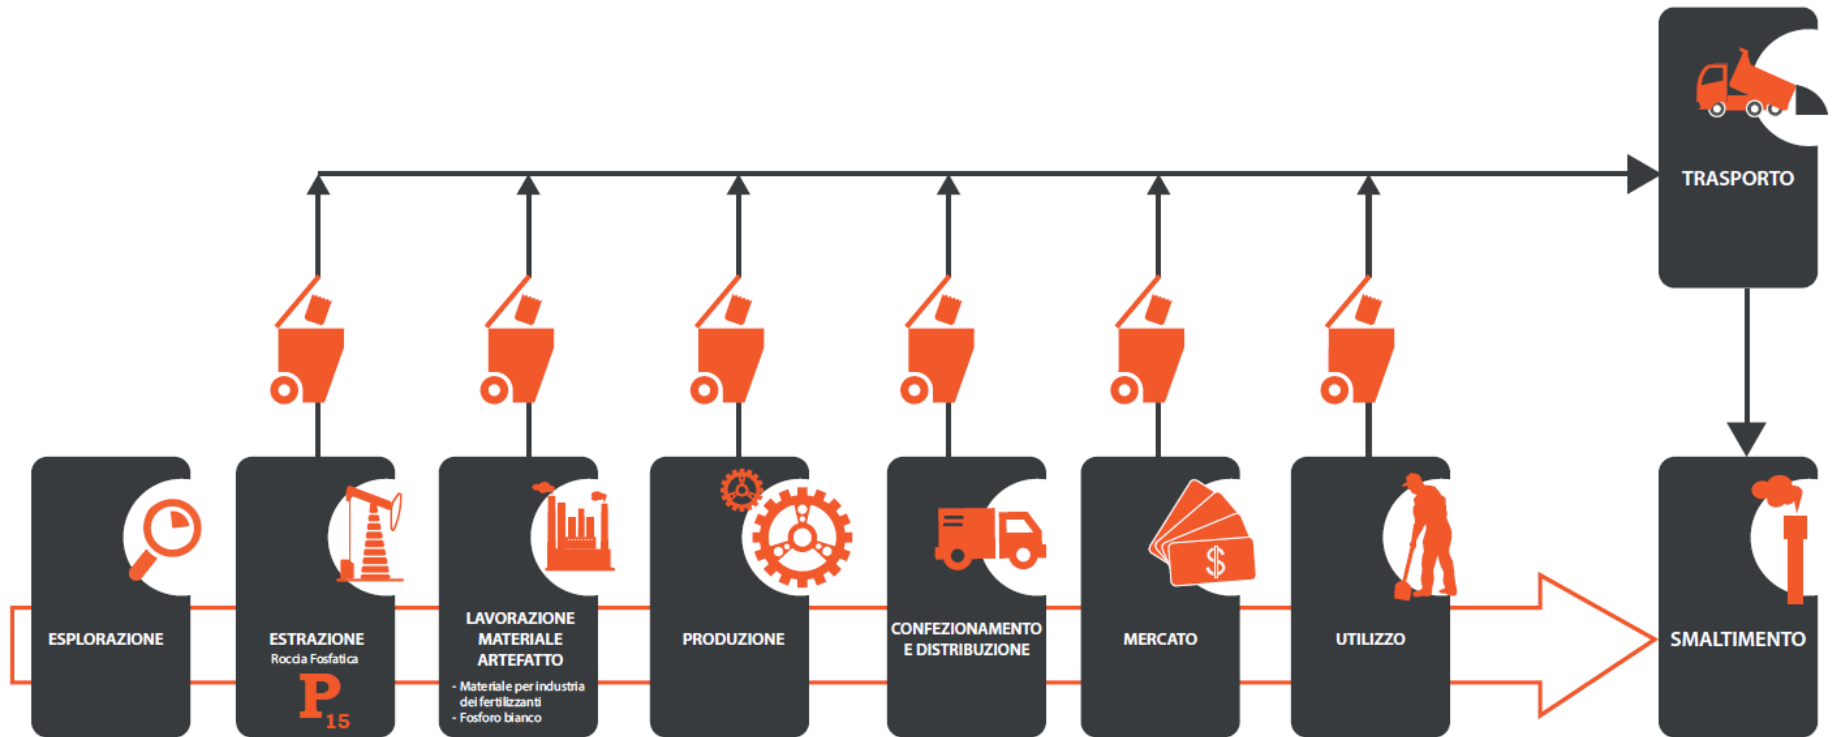 TRASPORTO
ESPLORAZIONE
ESTRAZIONE
Roccia Fosfatica
P
15
LAVORAZIONE
MATERIALE
ARTEFATTO
- Materiale per industria
dei fertilizzanti
- Fosforo bianco
PRODUZIONE
CONFEZIONAMENTO
E DISTRIBUZIONE
$
MERCATO
UTILIZZO
SMALTIMENTO